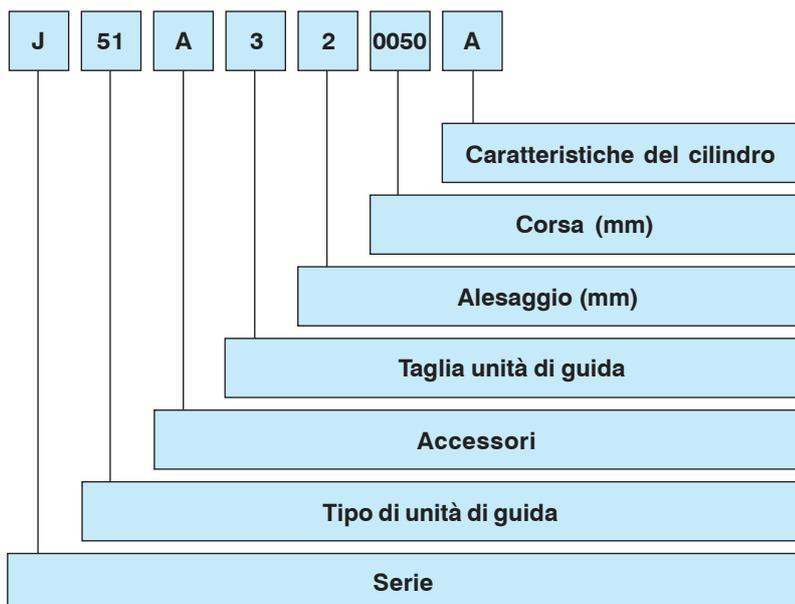 J 51 A 3 2 0050 A
Caratteristiche del cilindro
Corsa (mm)
Alesaggio (mm)
Taglia unità di guida
Accessori
Tipo di unità di guida
Serie